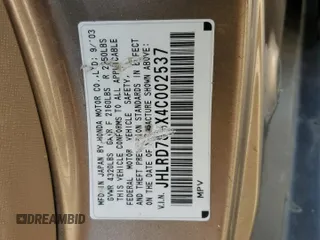 MFD IN JAPAN BY HONDA MOTOR CO., LTD: 9/'03
GVWR 4320LBS GAWR F 2160LBS R 2250LBS
THIS VEHICLE CONFORMS TO ALL APPLICABLE
FEDERAL MOTOR VEHICLE SAFETY
AND THEFT PREVENTION STANDARDS IN EFFECT
ON THE DATE OF MANUFACTURE SHOWN ABOVE.
V.I.N. X4C002537
MPV
DREAMBID